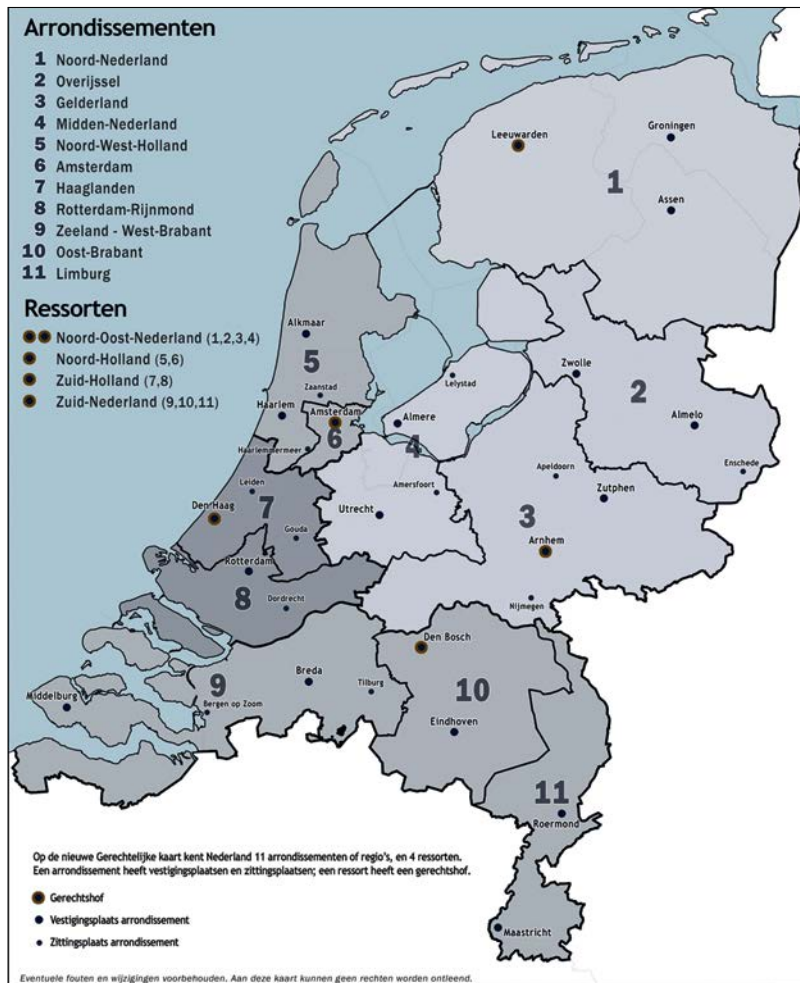 Arrondissementen
1 Noord-Nederland
2 Overijssel
3 Gelderland
4 Midden-Nederland
5 Noord-West-Holland
6 Amsterdam
7 Haaglanden
8 Rotterdam-Rijnmond
9 Zeeland - West-Brabant
10 Oost-Brabant
11 Limburg
Ressorten
Noord-Oost-Nederland (1,2,3,4)
Noord-Holland (5,6)
Zuid-Holland (7,8)
Zuid-Nederland (9,10,11)
Leeuwarden
Groningen
1
Assen
Alkmaar
5
Zaanstad
Haarlem
Amsterdam
6
Haarlemmermeer
Lelystad
Almere
4
Zwolle
2
Almelo
Enschede
Leiden
Den Haag
7
Gouda
Utrecht
Amersfoort
Apeldoorn
Zutphen
3
Arnhem
Nijmegen
Rotterdam
8
Dordrecht
Den Bosch
9
Breda
Tilburg
10
Middelburg
Bergen op Zoom
Eindhoven
11
Roermond
Maastricht
Op de nieuwe Gerechtelijke kaart kent Nederland 11 arrondissementen of regio's, en 4 ressorten.
Een arrondissement heeft vestigingsplaatsen en zittingsplaatsen; een ressort heeft een gerechtshof.
Gerechtshof
Vestigingsplaats arrondissement
Zittingsplaats arrondissement
Eventuele fouten en wijzigingen voorbehouden. Aan deze kaart kunnen geen rechten worden ontleend.